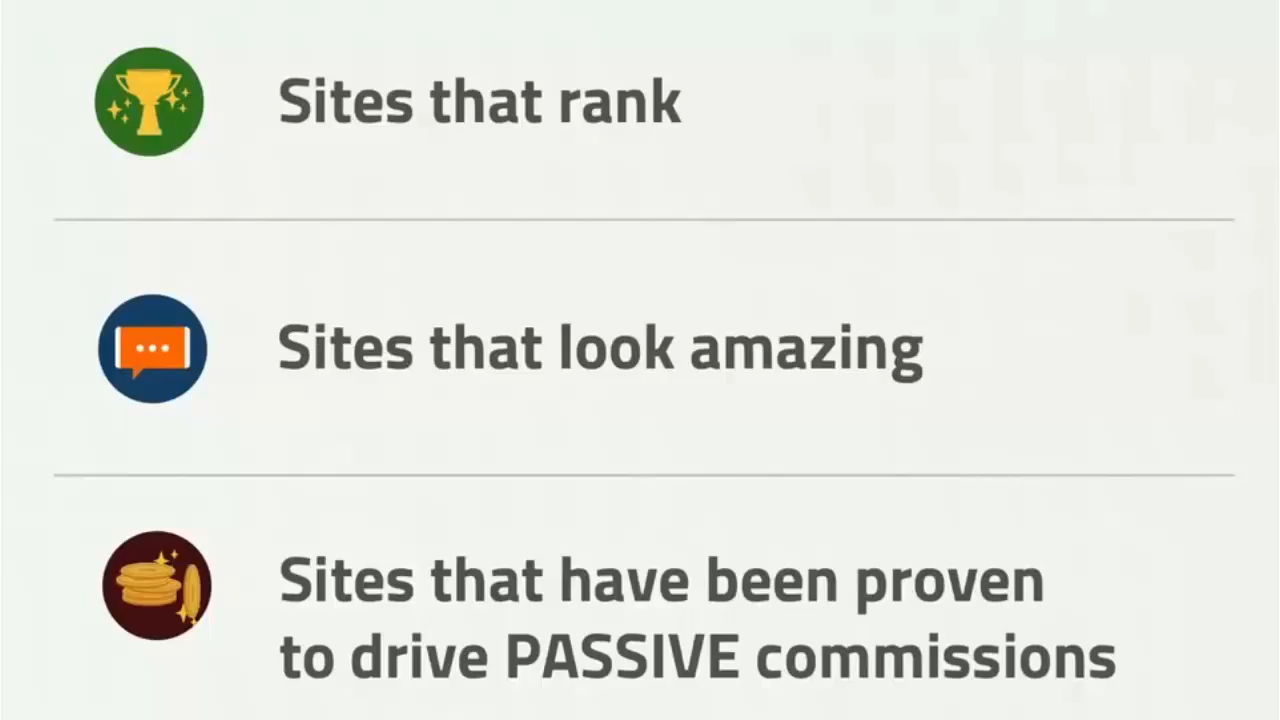 Sites that rank
Sites that look amazing
Sites that have been proven
to drive PASSIVE commissions